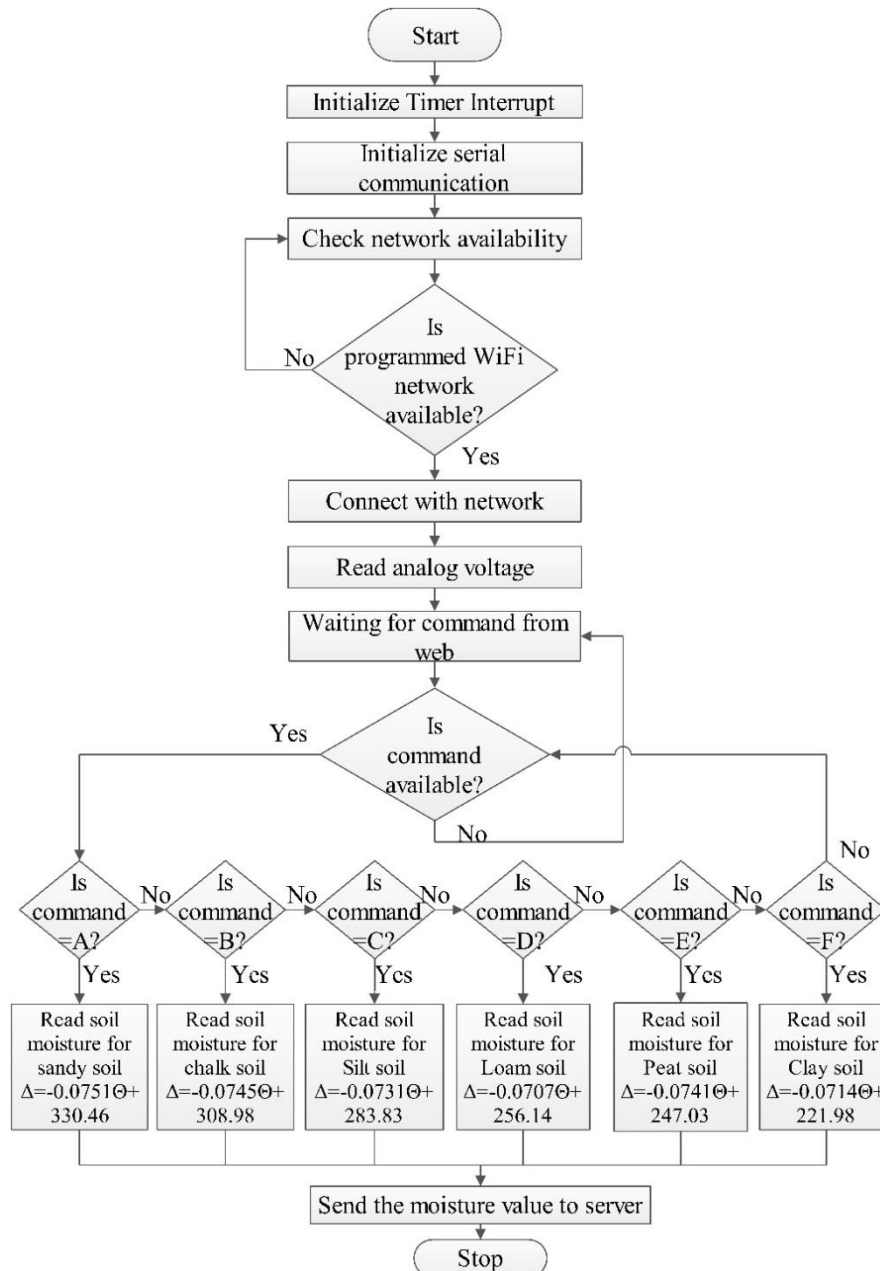 Start
Initialize Timer Interrupt
Initialize serial
communication
Check network availability
Is
programmed WiFi
network
available?
No
Yes
Connect with network
Read analog voltage
Waiting for command from
web
Is
command
available?
Yes
No
No
Is
command
=A?
No
Is
command
=B?
No
Is
command
=C?
No
Is
command
=D?
No
Is
command
=E?
No
Is
command
=F?
Yes
Yes
Yes
Yes
Yes
Yes
Read soil
moisture for
sandy soil
Δ=-0.0751Θ+
330.46
Read soil
moisture for
chalk soil
Δ=-0.0745Θ+
308.98
Read soil
moisture for
Silt soil
Δ=-0.0731Θ+
283.83
Read soil
moisture for
Loam soil
Δ=-0.0707Θ+
256.14
Read soil
moisture for
Peat soil
Δ=-0.0741Θ+
247.03
Read soil
moisture for
Clay soil
Δ=-0.0714Θ+
221.98
Send the moisture value to server
Stop